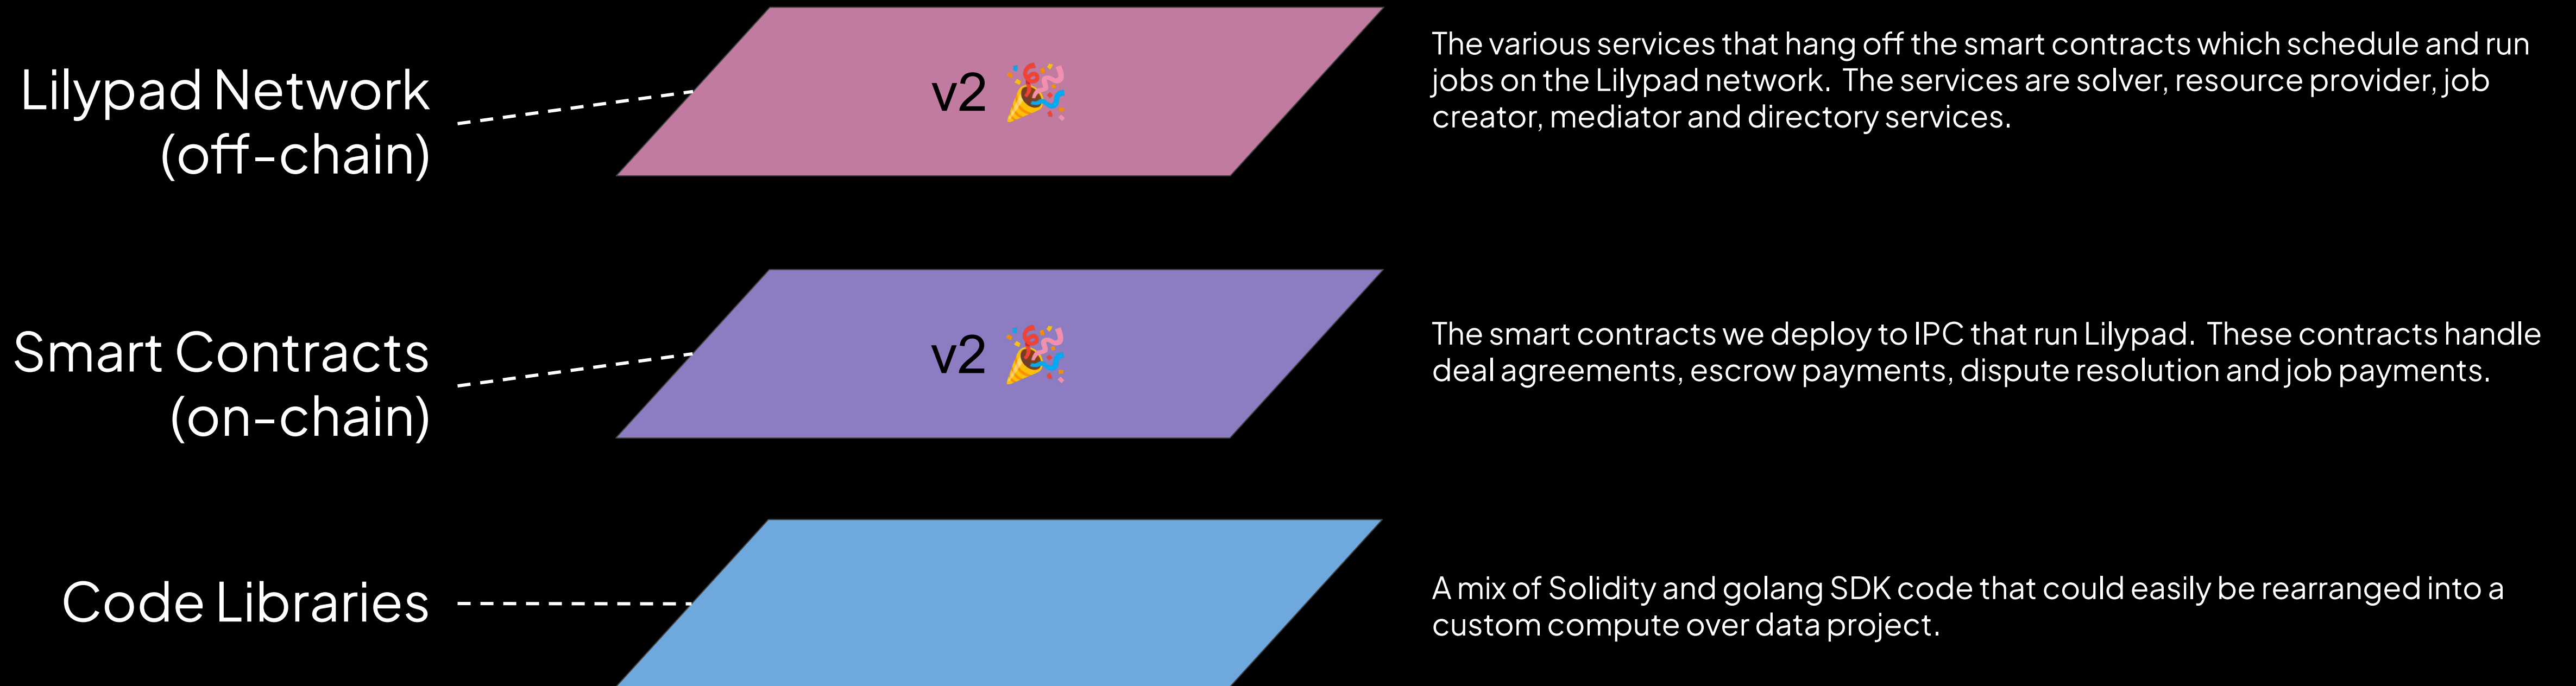 Lilypad Network
(off-chain)
v2 🎉
The various services that hang off the smart contracts which schedule and run
jobs on the Lilypad network.  The services are solver, resource provider, job
creator, mediator and directory services.
Smart Contracts
(on-chain)
v2 🎉
The smart contracts we deploy to IPC that run Lilypad.  These contracts handle
deal agreements, escrow payments, dispute resolution and job payments.
Code Libraries
A mix of Solidity and golang SDK code that could easily be rearranged into a
custom compute over data project.